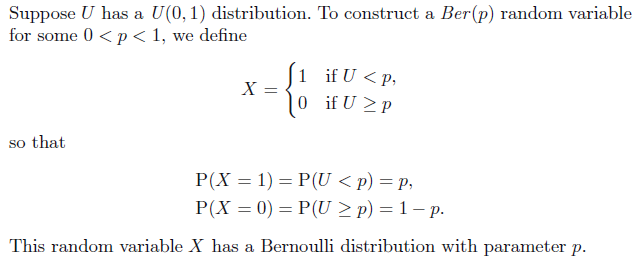 Suppose U has a U(0, 1) distribution. To construct a Ber(p) random variable
for some 0 < p < 1, we define
X = { 1 if U < p,
0 if U ≥ p
so that
P(X = 1) = P(U < p) = p,
P(X = 0) = P(U ≥ p) = 1 − p.
This random variable X has a Bernoulli distribution with parameter p.